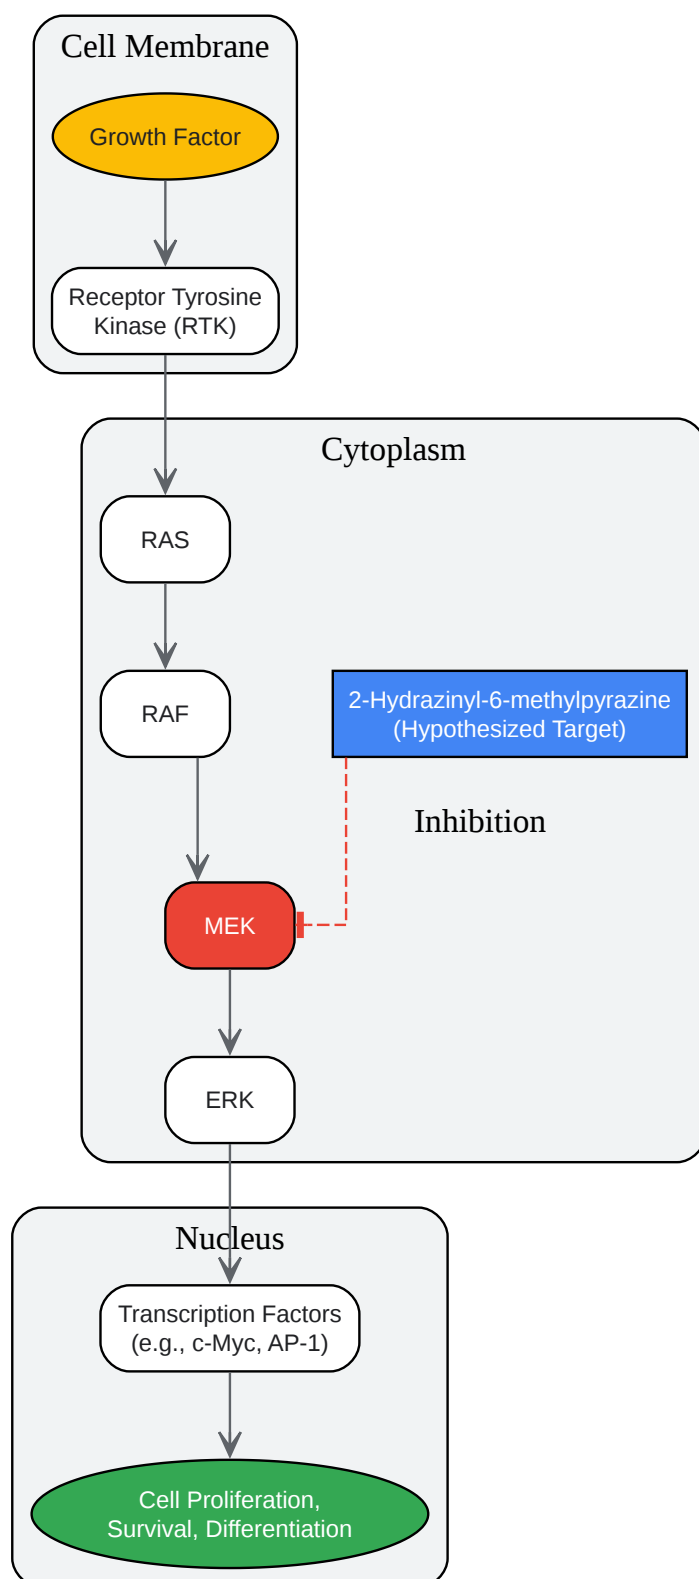 Cell Membrane
Growth Factor
Receptor Tyrosine
Kinase (RTK)
Cytoplasm
RAS
RAF
2-Hydrazinyl-6-methylpyrazine
(Hypothesized Target)
Inhibition
MEK
ERK
Nucleus
Transcription Factors
(e.g., c-Myc, AP-1)
Cell Proliferation,
Survival, Differentiation